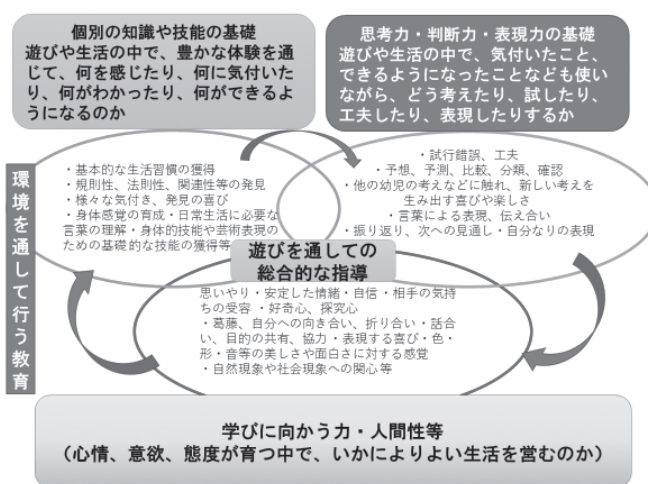 個別の知識や技能の基礎
遊びや生活の中で、豊かな体験を通
じて、何を感じたり、何に気付いた
り、何がわかったり、何ができるよ
うになるのか
思考力・判断力・表現力の基礎
遊びや生活の中で、気付いたこと、
できるようになったことなども使い
ながら、どう考えたり、試したり、
工夫したり、表現したりするか
環境を通して行う教育
・基本的な生活習慣の獲得
・規則性、法則性、関連性等の発見
・様々な気付き、発見の喜び
・身体感覚の育成・日常生活に必要な
言葉の理解・身体的技能や芸術表現の
ための基礎的な技能の獲得等
・試行錯誤、工夫
・予想、予測、比較、分類、確認
・他の幼児の考えなどに触れ、新しい考えを
生み出す喜びや楽しさ
・言葉による表現、伝え合い
・振り返り、次への見通し・自分なりの表現
遊びを通しての
総合的な指導
思いやり・安定した情緒・自信・相手の気持
ちの受容・好奇心、探究心
・葛藤、自分への向き合い、折り合い・話合
い、目的の共有、協力・表現する喜び・色・
形・音等の美しさや面白さに対する感覚
・自然現象や社会現象への関心等
学びに向かう力・人間性等
（心情、意欲、態度が育つ中で、いかによりよい生活を営むのか）